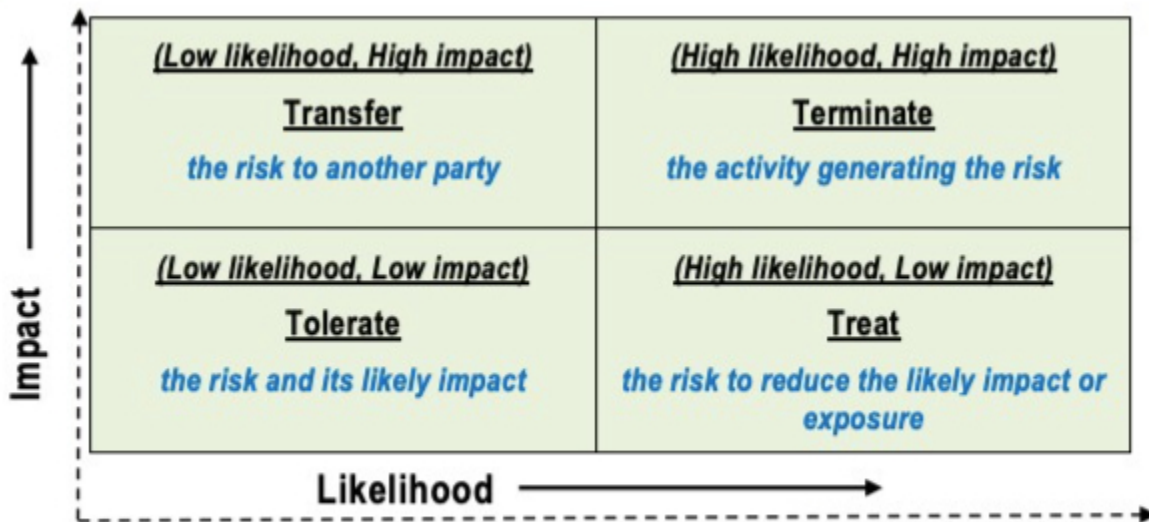 Impact
(Low likelihood, High impact)
Transfer
the risk to another party
(High likelihood, High impact)
Terminate
the activity generating the risk
(Low likelihood, Low impact)
Tolerate
the risk and its likely impact
(High likelihood, Low impact)
Treat
the risk to reduce the likely impact or
exposure
Likelihood